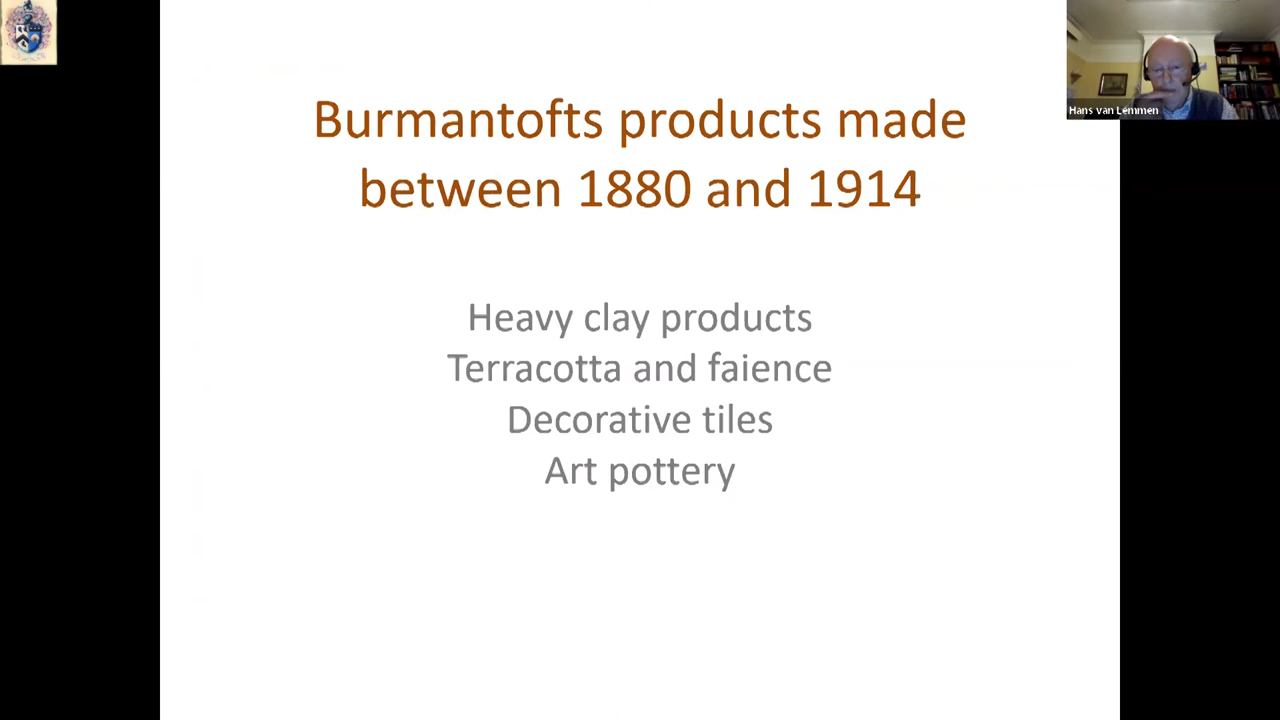 Burmantofts products made
between 1880 and 1914
Heavy clay products
Terracotta and faience
Decorative tiles
Art pottery
Hans van Lemmen